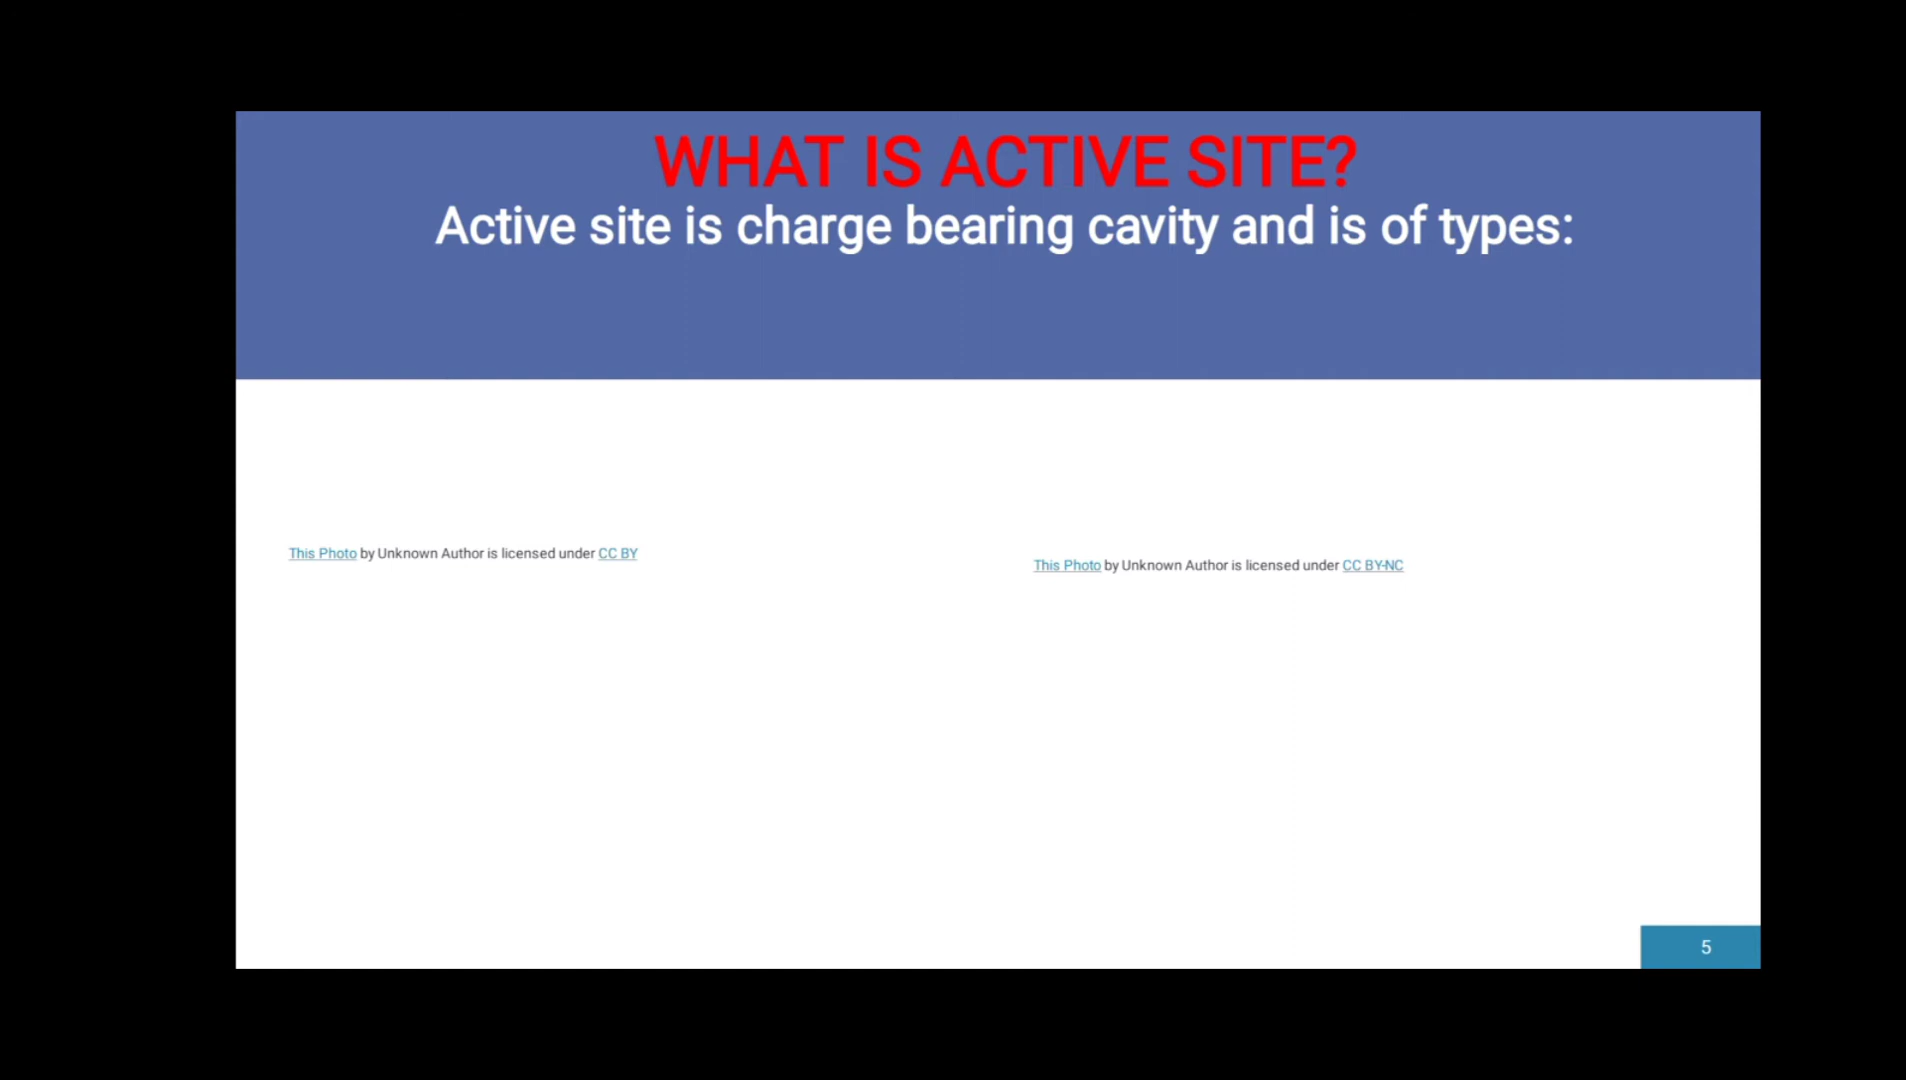 WHAT IS ACTIVE SITE?
Active site is charge bearing cavity and is of types:
This Photo by Unknown Author is licensed under CC BY
This Photo by Unknown Author is licensed under CC BY-NC
5